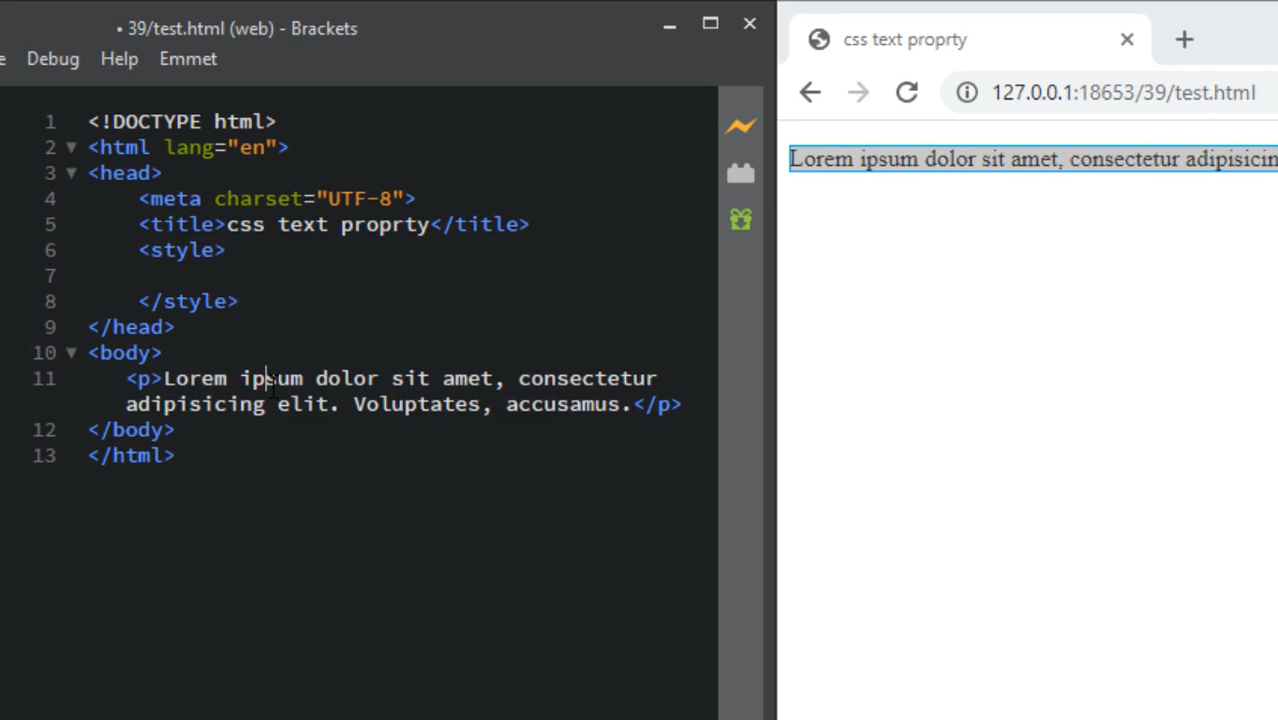 • 39/test.html (web) - Brackets
Debug Help Emmet
1 <!DOCTYPE html>
2 <html lang="en">
3 <head>
4 <meta charset="UTF-8">
5 <title>css text proprty</title>
6 <style>
7
8 </style>
9 </head>
10 <body>
11 <p>Lorem ipsum dolor sit amet, consectetur
adipisicing elit. Voluptates, accusamus.</p>
12 </body>
13 </html>
css text proprty
127.0.0.1:18653/39/test.html
Lorem ipsum dolor sit amet, consectetur adipisicin